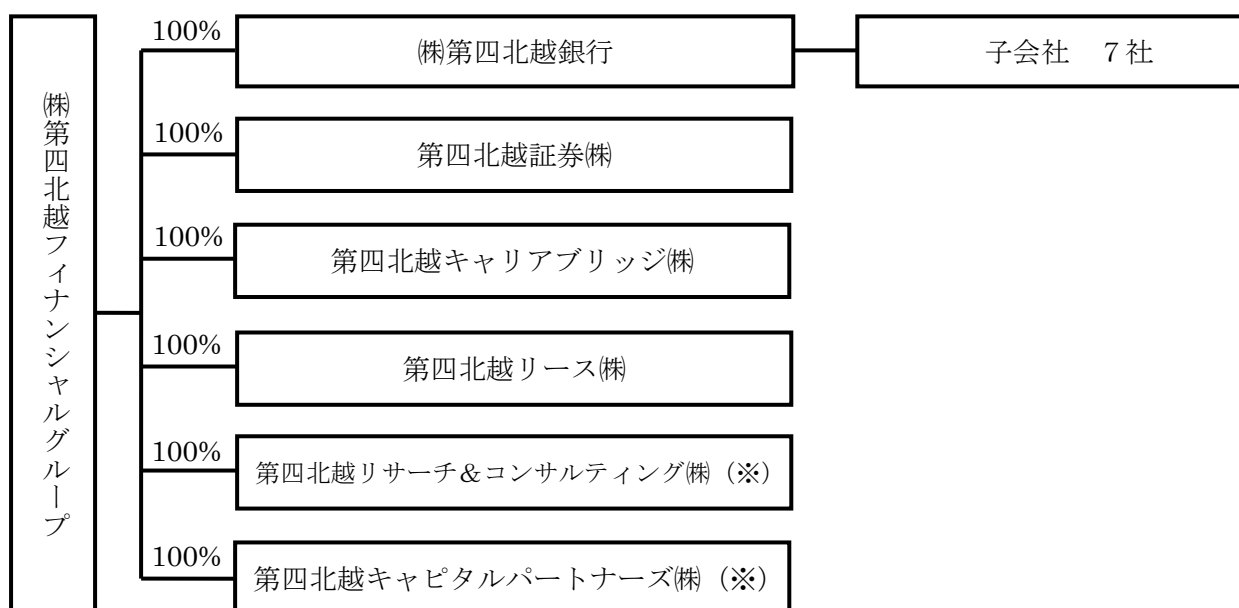 ㈱第四北越フィナンシャルグループ
100%
㈱第四北越銀行
子会社　７社
100%
第四北越証券㈱
100%
第四北越キャリアブリッジ㈱
100%
第四北越リース㈱
100%
第四北越リサーチ＆コンサルティング㈱（※）
100%
第四北越キャピタルパートナーズ㈱（※）